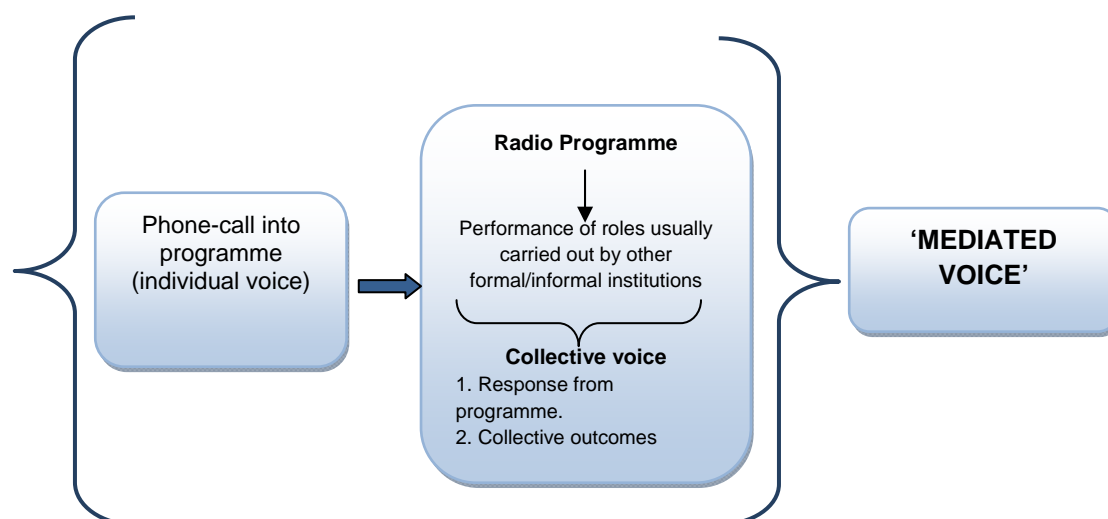 Phone-call into
programme
(individual voice)
Radio Programme
Performance of roles usually
carried out by other
formal/informal institutions
Collective voice
1. Response from
programme.
2. Collective outcomes
‘MEDIATED
VOICE’